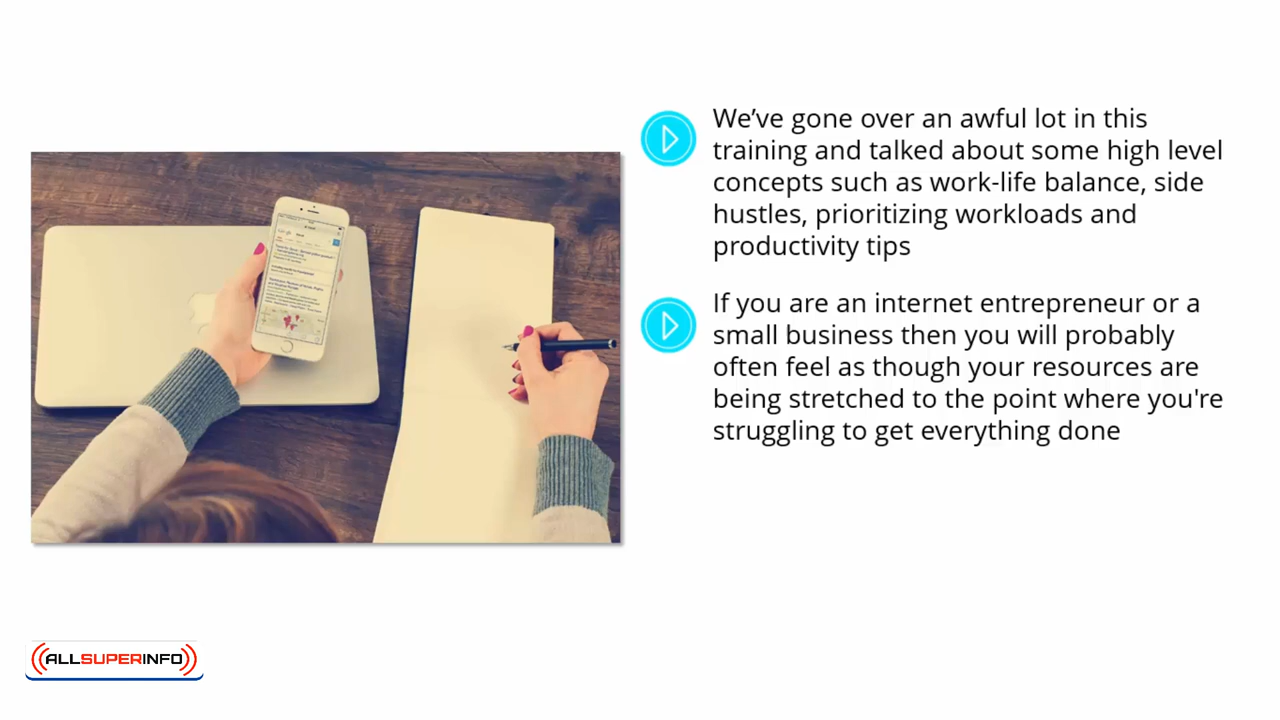 We’ve gone over an awful lot in this
training and talked about some high level
concepts such as work-life balance, side
hustles, prioritizing workloads and
productivity tips
If you are an internet entrepreneur or a
small business then you will probably
often feel as though your resources are
being stretched to the point where you're
struggling to get everything done
ALLSUPERINFO